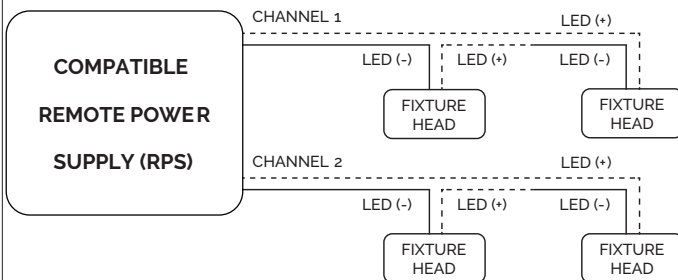 CHANNEL 1
LED (+)
LED (-)
LED (+)
LED (-)
COMPATIBLE
REMOTE POWER
SUPPLY (RPS)
FIXTURE
HEAD
FIXTURE
HEAD
CHANNEL 2
LED (+)
LED (-)
LED (+)
LED (-)
FIXTURE
HEAD
FIXTURE
HEAD